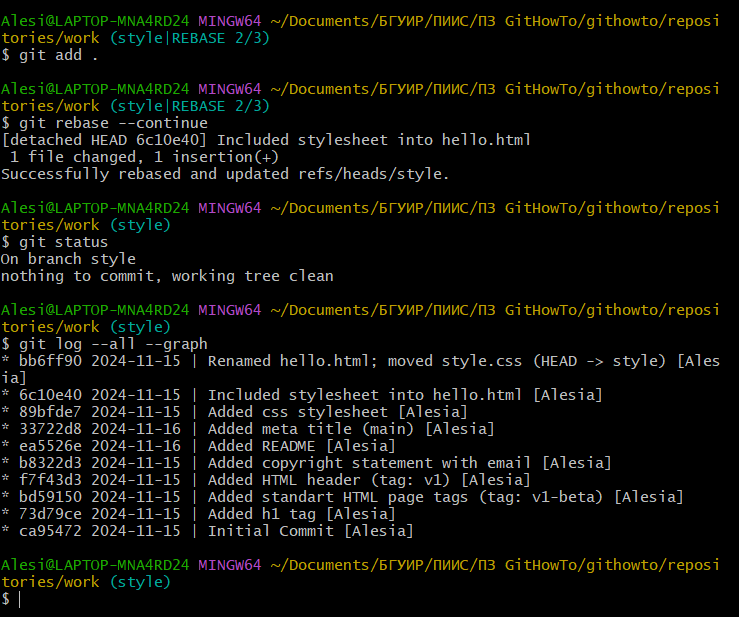 Alesi@LAPTOP-MNA4RD24 MINGW64 ~/Documents/БГУИР/ПИИС/ПЗ GitHowTo/githowto/reposi
tories/work (style|REBASE 2/3)
$ git add .
Alesi@LAPTOP-MNA4RD24 MINGW64 ~/Documents/БГУИР/ПИИС/ПЗ GitHowTo/githowto/reposi
tories/work (style|REBASE 2/3)
$ git rebase --continue
[detached HEAD 6c10e40] Included stylesheet into hello.html
 1 file changed, 1 insertion(+)
Successfully rebased and updated refs/heads/style.
Alesi@LAPTOP-MNA4RD24 MINGW64 ~/Documents/БГУИР/ПИИС/ПЗ GitHowTo/githowto/reposi
tories/work (style)
$ git status
On branch style
nothing to commit, working tree clean
Alesi@LAPTOP-MNA4RD24 MINGW64 ~/Documents/БГУИР/ПИИС/ПЗ GitHowTo/githowto/reposi
tories/work (style)
$ git log --all --graph
* bb6ff90 2024-11-15 | Renamed hello.html; moved style.css (HEAD -> style) [Ales
ia]
* 6c10e40 2024-11-15 | Included stylesheet into hello.html [Alesia]
* 89bfde7 2024-11-15 | Added css stylesheet [Alesia]
* 33722d8 2024-11-16 | Added meta title (main) [Alesia]
* ea5526e 2024-11-16 | Added README [Alesia]
* b8322d3 2024-11-15 | Added copyright statement with email [Alesia]
* f7f43d3 2024-11-15 | Added HTML header (tag: v1) [Alesia]
* bd59150 2024-11-15 | Added standart HTML page tags (tag: v1-beta) [Alesia]
* 73d79ce 2024-11-15 | Added h1 tag [Alesia]
* ca95472 2024-11-15 | Initial Commit [Alesia]
Alesi@LAPTOP-MNA4RD24 MINGW64 ~/Documents/БГУИР/ПИИС/ПЗ GitHowTo/githowto/reposi
tories/work (style)
$